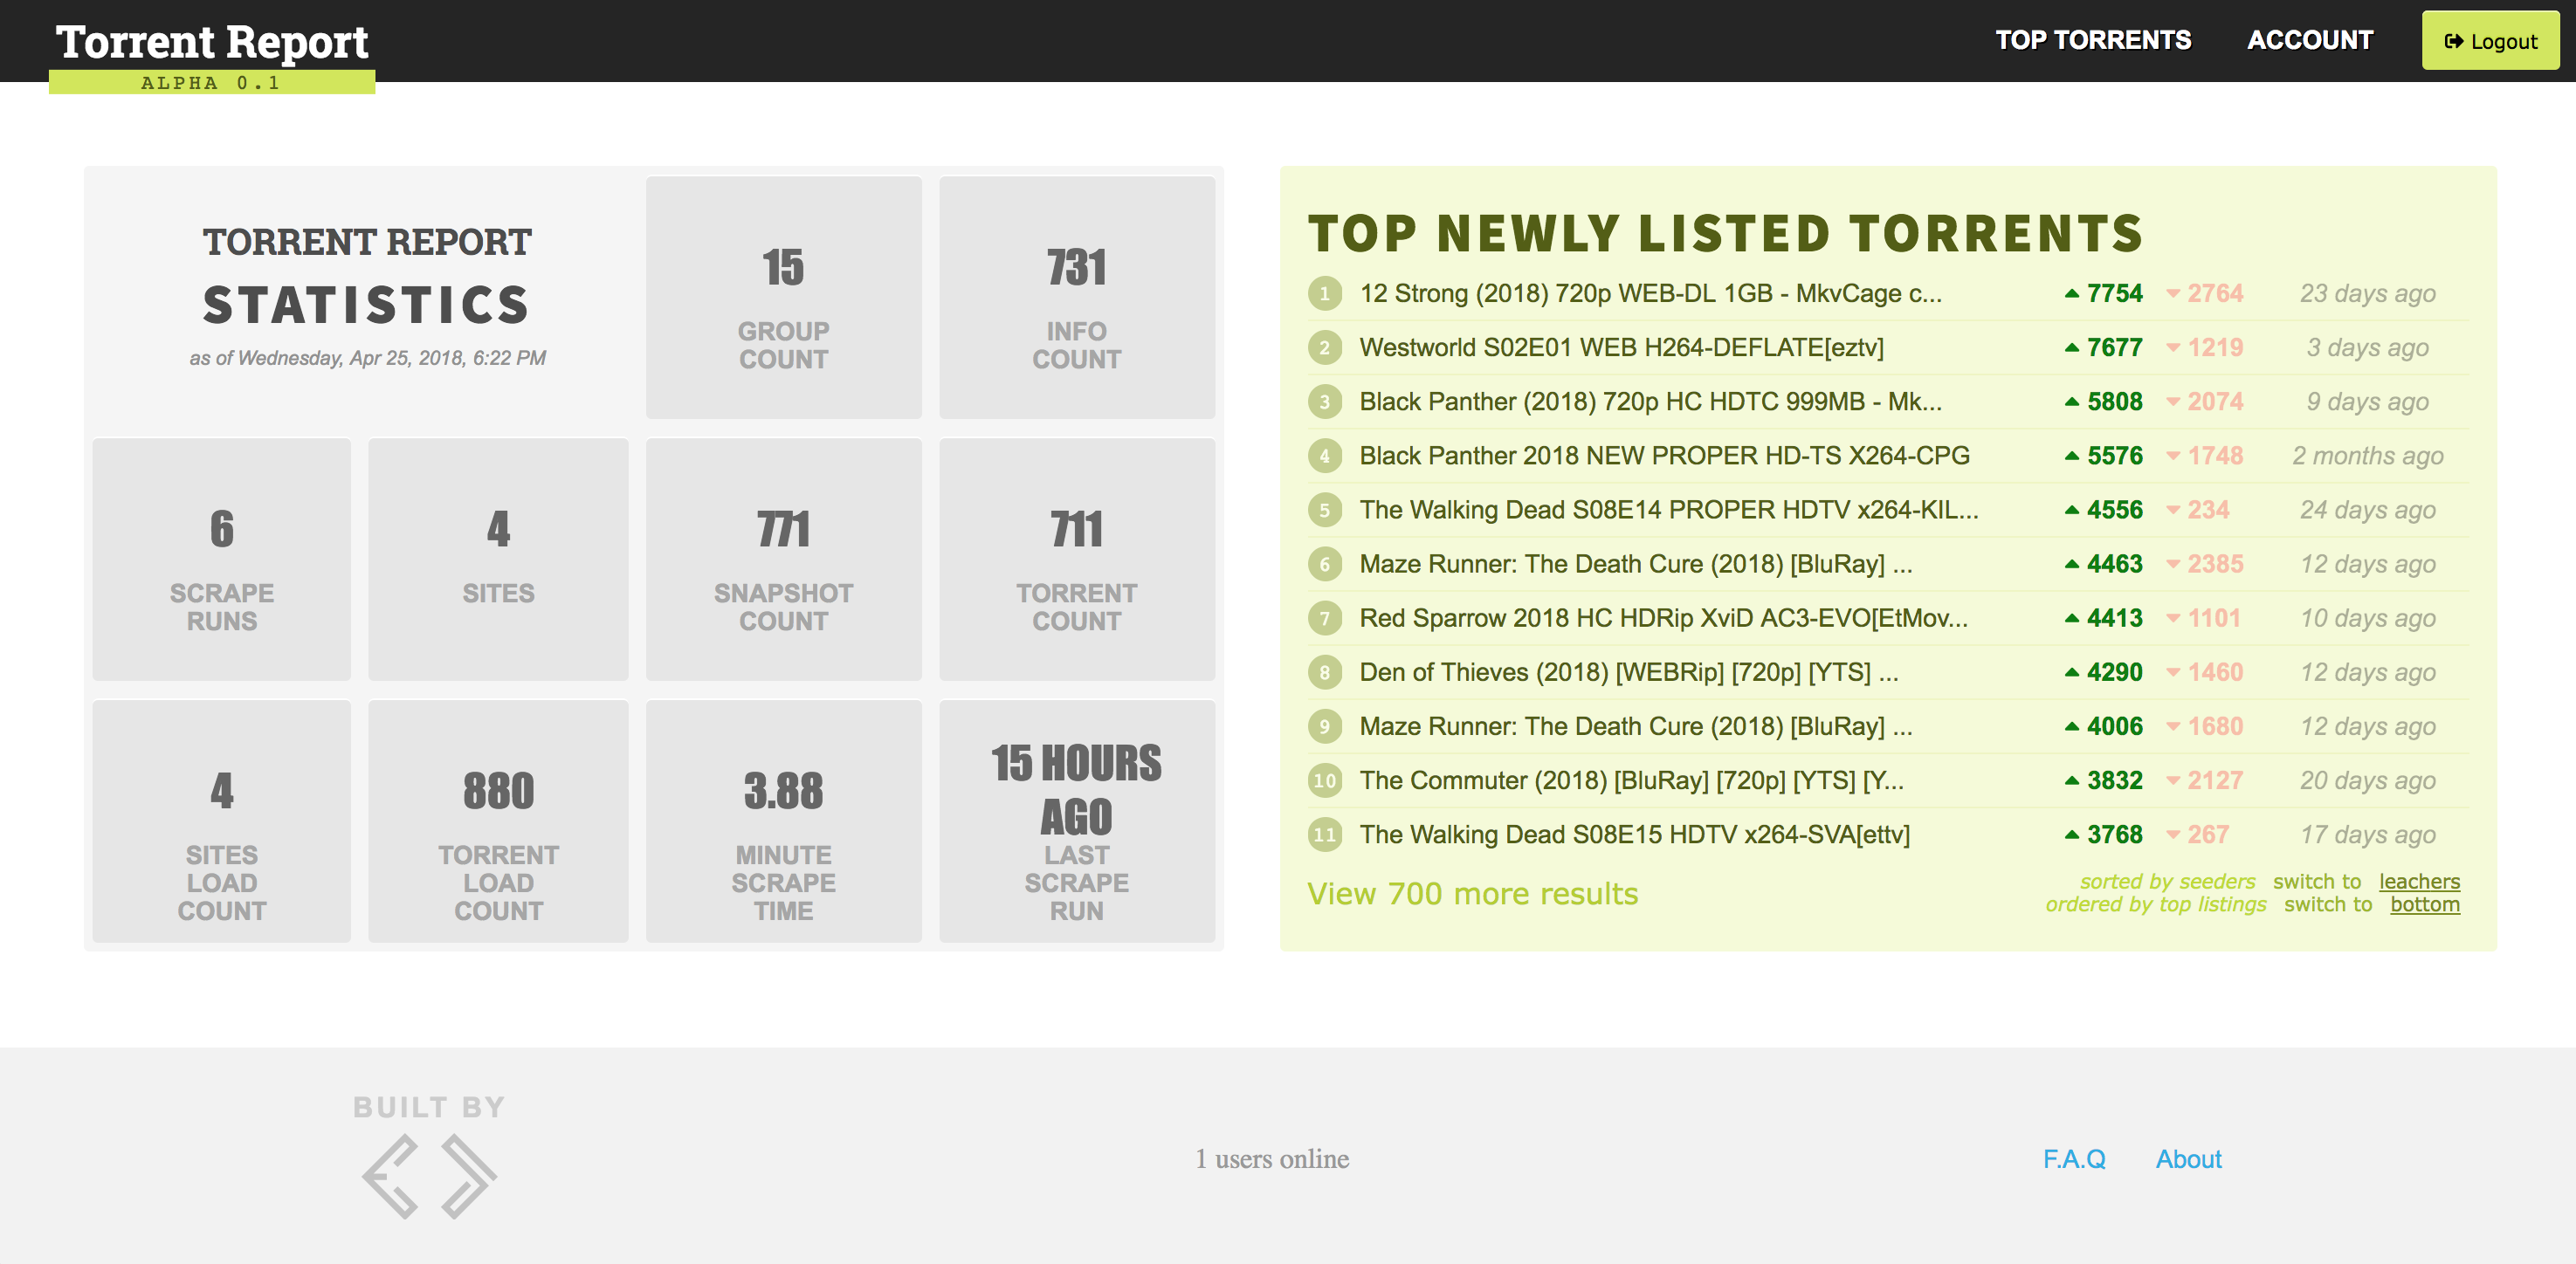 Torrent Report
ALPHA 0.1
TOP TORRENTS
ACCOUNT
Logout
TORRENT REPORT
STATISTICS
as of Wednesday, Apr 25, 2018, 6:22 PM
15
GROUP
COUNT
731
INFO
COUNT
6
SCRAPE
RUNS
4
SITES
771
SNAPSHOT
COUNT
711
TORRENT
COUNT
4
SITES
LOAD
COUNT
880
TORRENT
LOAD
COUNT
3.88
MINUTE
SCRAPE
TIME
15 HOURS
AGO
LAST
SCRAPE
RUN
TOP NEWLY LISTED TORRENTS
1 12 Strong (2018) 720p WEB-DL 1GB - MkvCage c... 7754 2764 23 days ago
2 Westworld S02E01 WEB H264-DEFLATE[eztv] 7677 1219 3 days ago
3 Black Panther (2018) 720p HC HDTC 999MB - Mk... 5808 2074 9 days ago
4 Black Panther 2018 NEW PROPER HD-TS X264-CPG 5576 1748 2 months ago
5 The Walking Dead S08E14 PROPER HDTV x264-KIL... 4556 234 24 days ago
6 Maze Runner: The Death Cure (2018) [BluRay] ... 4463 2385 12 days ago
7 Red Sparrow 2018 HC HDRip XviD AC3-EVO[EtMov... 4413 1101 10 days ago
8 Den of Thieves (2018) [WEBRip] [720p] [YTS] ... 4290 1460 12 days ago
9 Maze Runner: The Death Cure (2018) [BluRay] ... 4006 1680 12 days ago
10 The Commuter (2018) [BluRay] [720p] [YTS] [Y... 3832 2127 20 days ago
11 The Walking Dead S08E15 HDTV x264-SVA[ettv] 3768 267 17 days ago
View 700 more results
sorted by seeders switch to leachers
ordered by top listings switch to bottom
BUILT BY
1 users online
F.A.Q
About